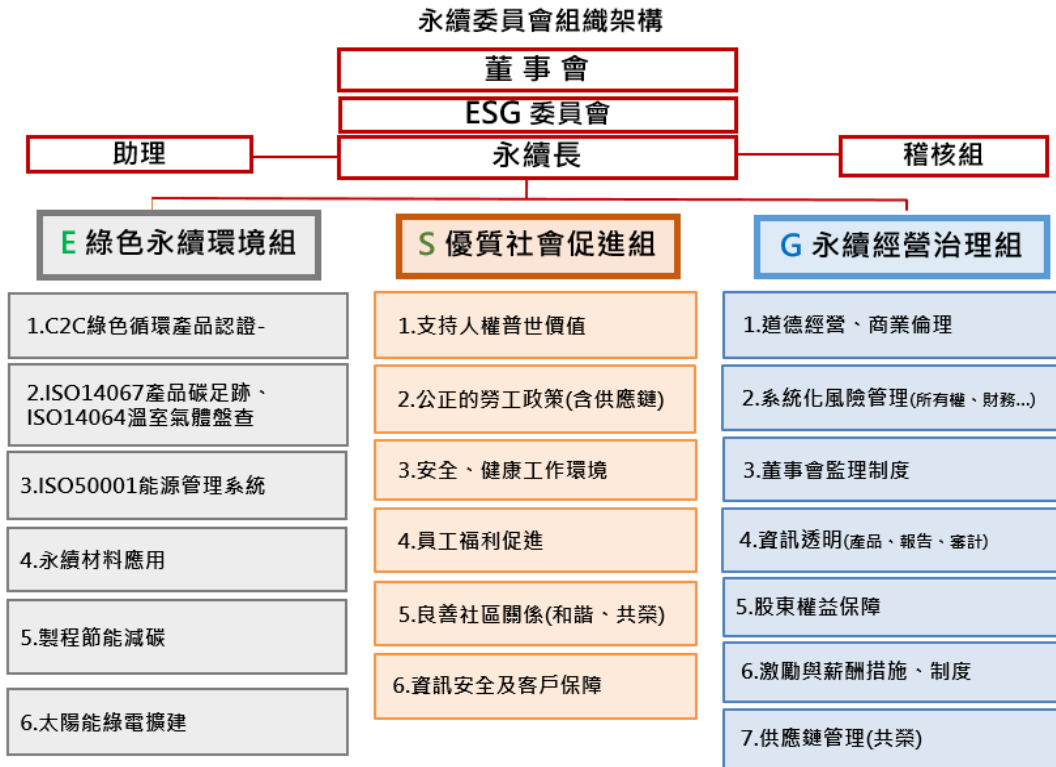 永續委員會組織架構
董事會
ESG 委員會
助理
永續長
稽核組
E 綠色永續環境組
1.C2C綠色循環產品認證-
2.ISO14067產品碳足跡、
ISO14064溫室氣體盤查
3.ISO50001能源管理系統
4.永續材料應用
5.製程節能減碳
6.太陽能綠電擴建
S 優質社會促進組
1.支持人權普世價值
2.公正的勞工政策(含供應鏈)
3.安全、健康工作環境
4.員工福利促進
5.良善社區關係(和諧、共榮)
6.資訊安全及客戶保障
G 永續經營治理組
1.道德經營、商業倫理
2.系統化風險管理(所有權、財務...)
3.董事會監理制度
4.資訊透明(產品、報告、審計)
5.股東權益保障
6.激勵與薪酬措施、制度
7.供應鏈管理(共榮)